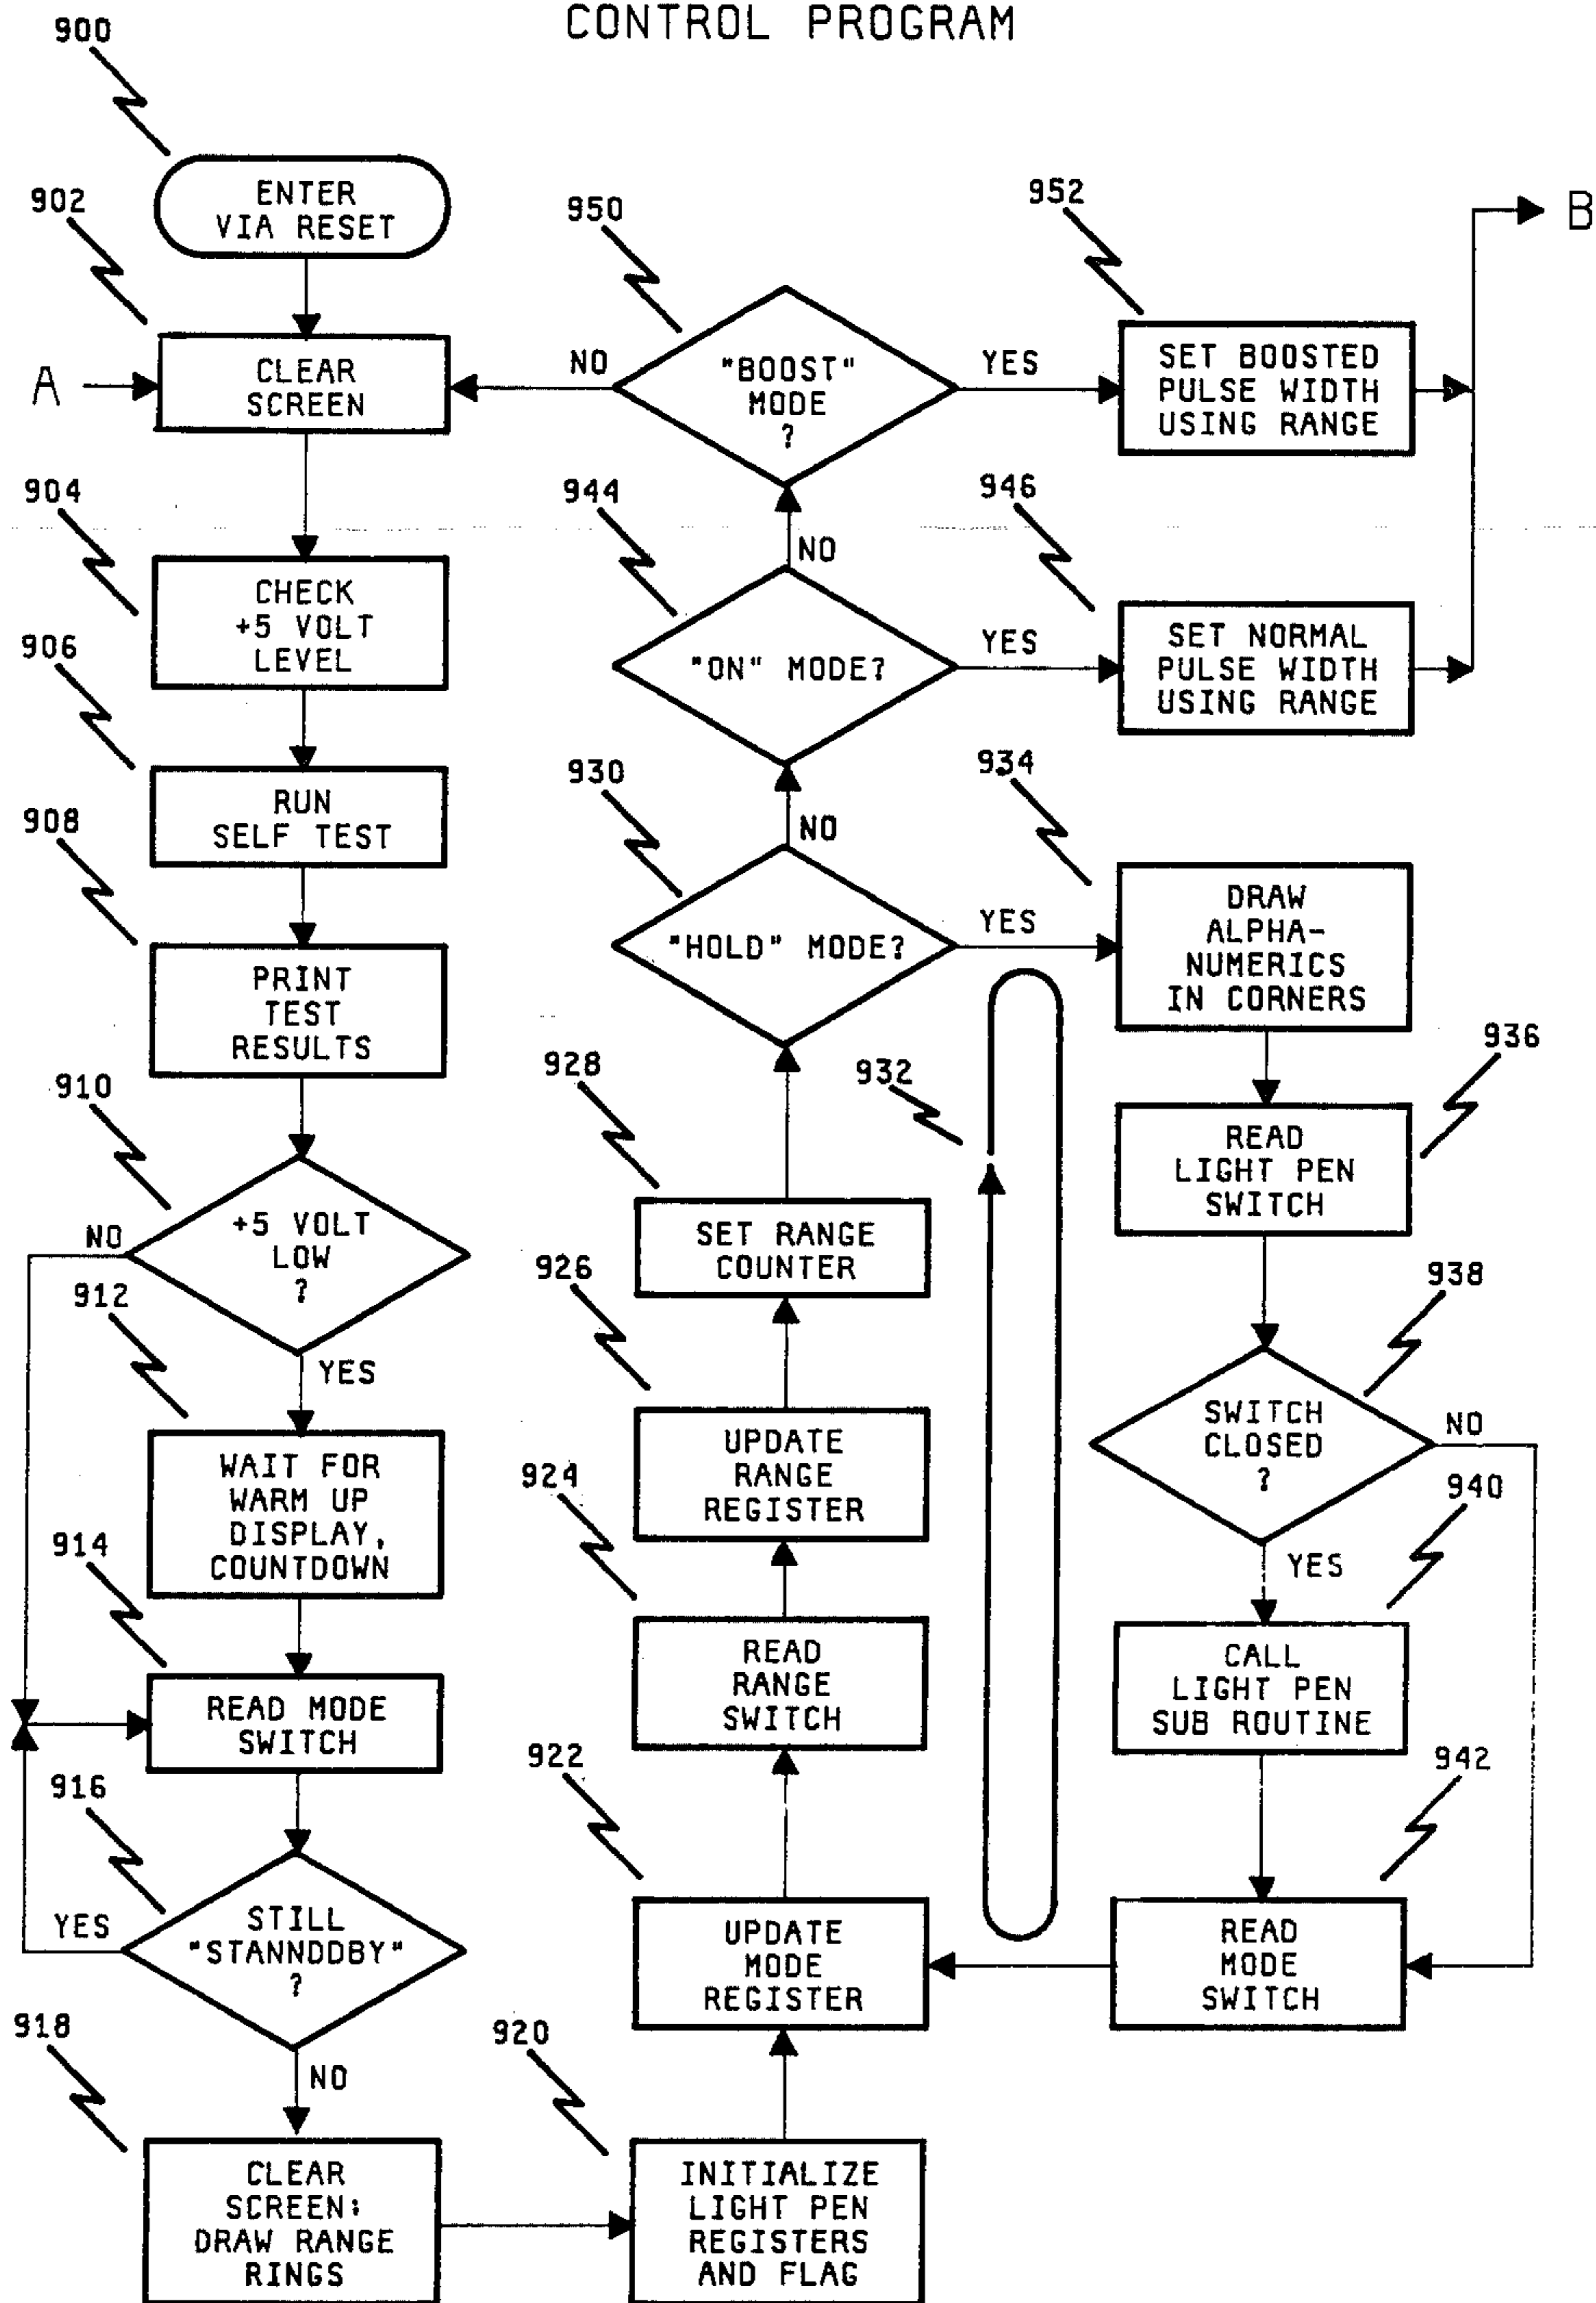 CONTROL PROGRAM
900
ENTER
VIA RESET
902
A
CLEAR
SCREEN
904
CHECK
+5 VOLT
LEVEL
906
RUN
SELF TEST
908
PRINT
TEST
RESULTS
910
+5 VOLT
LOW
?
NO
YES
912
WAIT FOR
WARM UP
DISPLAY,
COUNTDOWN
914
READ MODE
SWITCH
916
STILL
"STANNDDBY"
?
YES
NO
918
CLEAR
SCREEN;
DRAW RANGE
RINGS
920
INITIALIZE
LIGHT PEN
REGISTERS
AND FLAG
922
UPDATE
MODE
REGISTER
924
READ
RANGE
SWITCH
926
UPDATE
RANGE
REGISTER
928
SET RANGE
COUNTER
930
"HOLD" MODE?
YES
NO
932
934
DRAW
ALPHA-
NUMERICS
IN CORNERS
936
READ
LIGHT PEN
SWITCH
938
SWITCH
CLOSED
?
NO
YES
940
CALL
LIGHT PEN
SUB ROUTINE
942
READ
MODE
SWITCH
944
"ON" MODE?
YES
NO
946
SET NORMAL
PULSE WIDTH
USING RANGE
950
"BOOST"
MODE
?
NO
YES
952
SET BOOSTED
PULSE WIDTH
USING RANGE
B